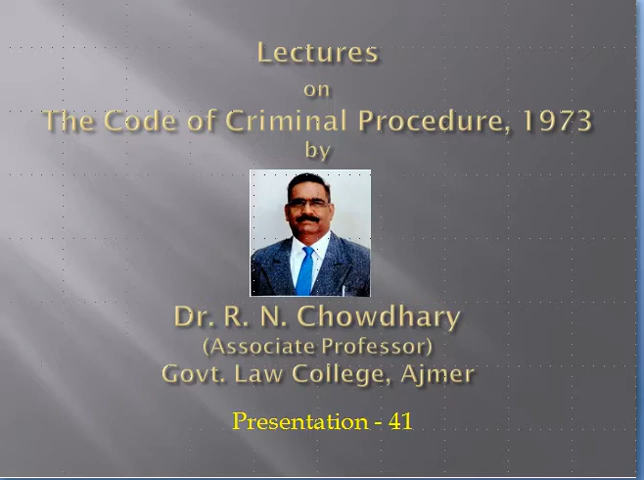 Lectures
on
The Code of Criminal Procedure, 1973
by
Dr. R. N. Chowdhary
(Associate Professor)
Govt. Law College, Ajmer
Presentation - 41